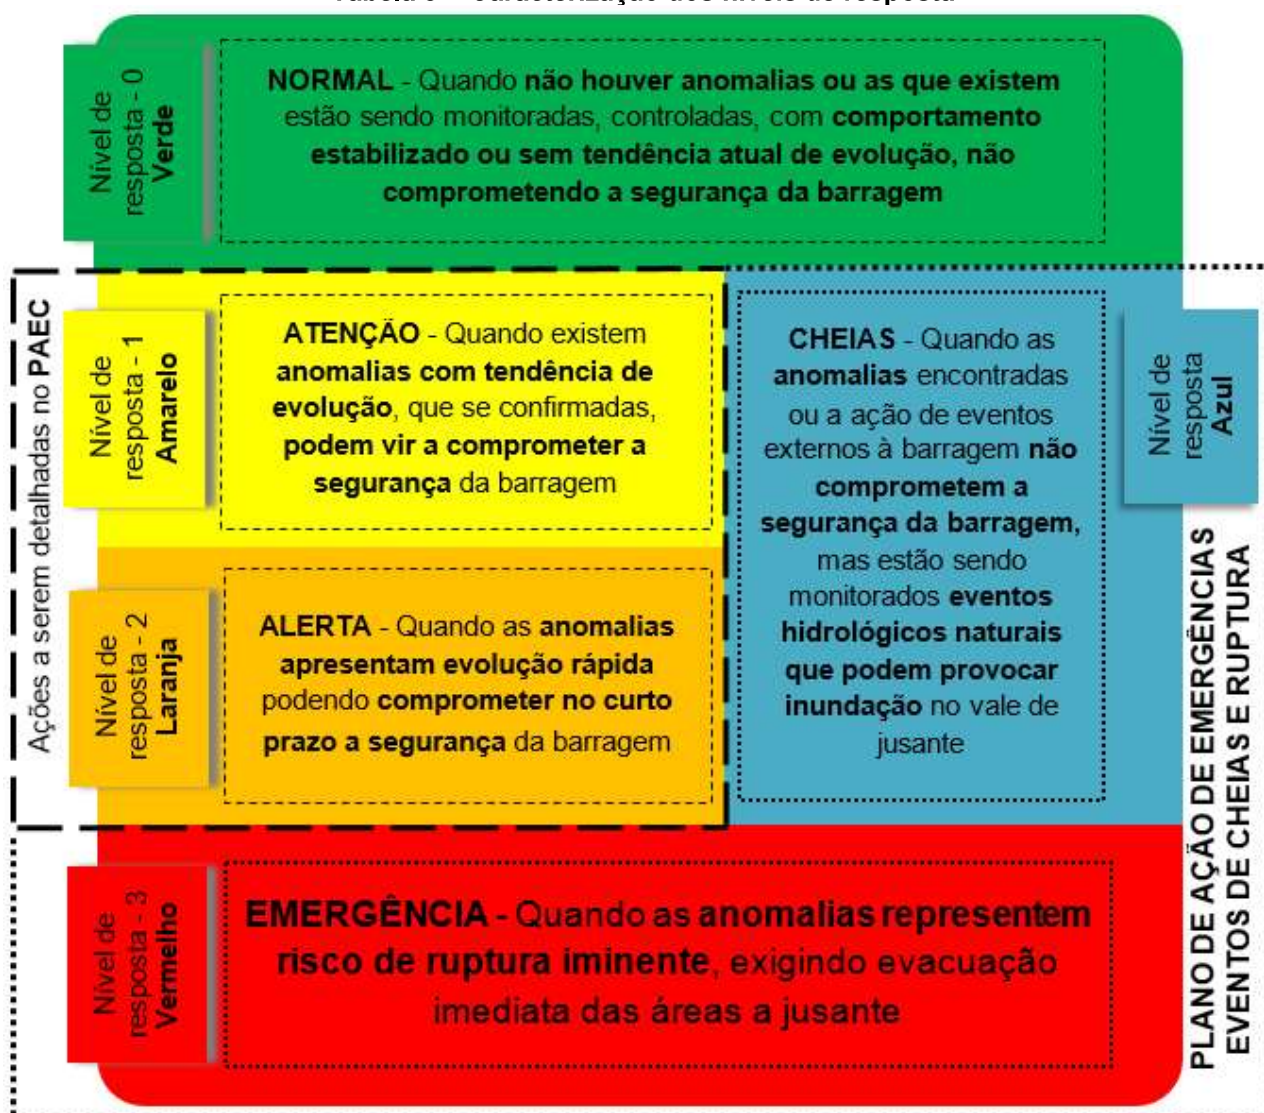 Nível de
resposta - 0
Verde
NORMAL - Quando não houver anomalias ou as que existem
estão sendo monitoradas, controladas, com comportamento
estabilizado ou sem tendência atual de evolução, não
comprometendo a segurança da barragem
Ações a serem detalhadas no PAEC
Nível de
resposta - 1
Amarelo
ATENÇÃO - Quando existem
anomalias com tendência de
evolução, que se confirmadas,
podem vir a comprometer a
segurança da barragem
Nível de
resposta - 2
Laranja
ALERTA - Quando as anomalias
apresentam evolução rápida
podendo comprometer no curto
prazo a segurança da barragem
CHEIAS - Quando as
anomalias encontradas
ou a ação de eventos
externos à barragem não
comprometem a
segurança da barragem,
mas estão sendo
monitorados eventos
hidrológicos naturais
que podem provocar
inundação no vale de
jusante
Nível de
resposta
Azul
PLANO DE AÇÃO DE EMERGÊNCIAS
EVENTOS DE CHEIAS E RUPTURA
Nível de
resposta - 3
Vermelho
EMERGÊNCIA - Quando as anomalias representem
risco de ruptura iminente, exigindo evacuação
imediata das áreas a jusante